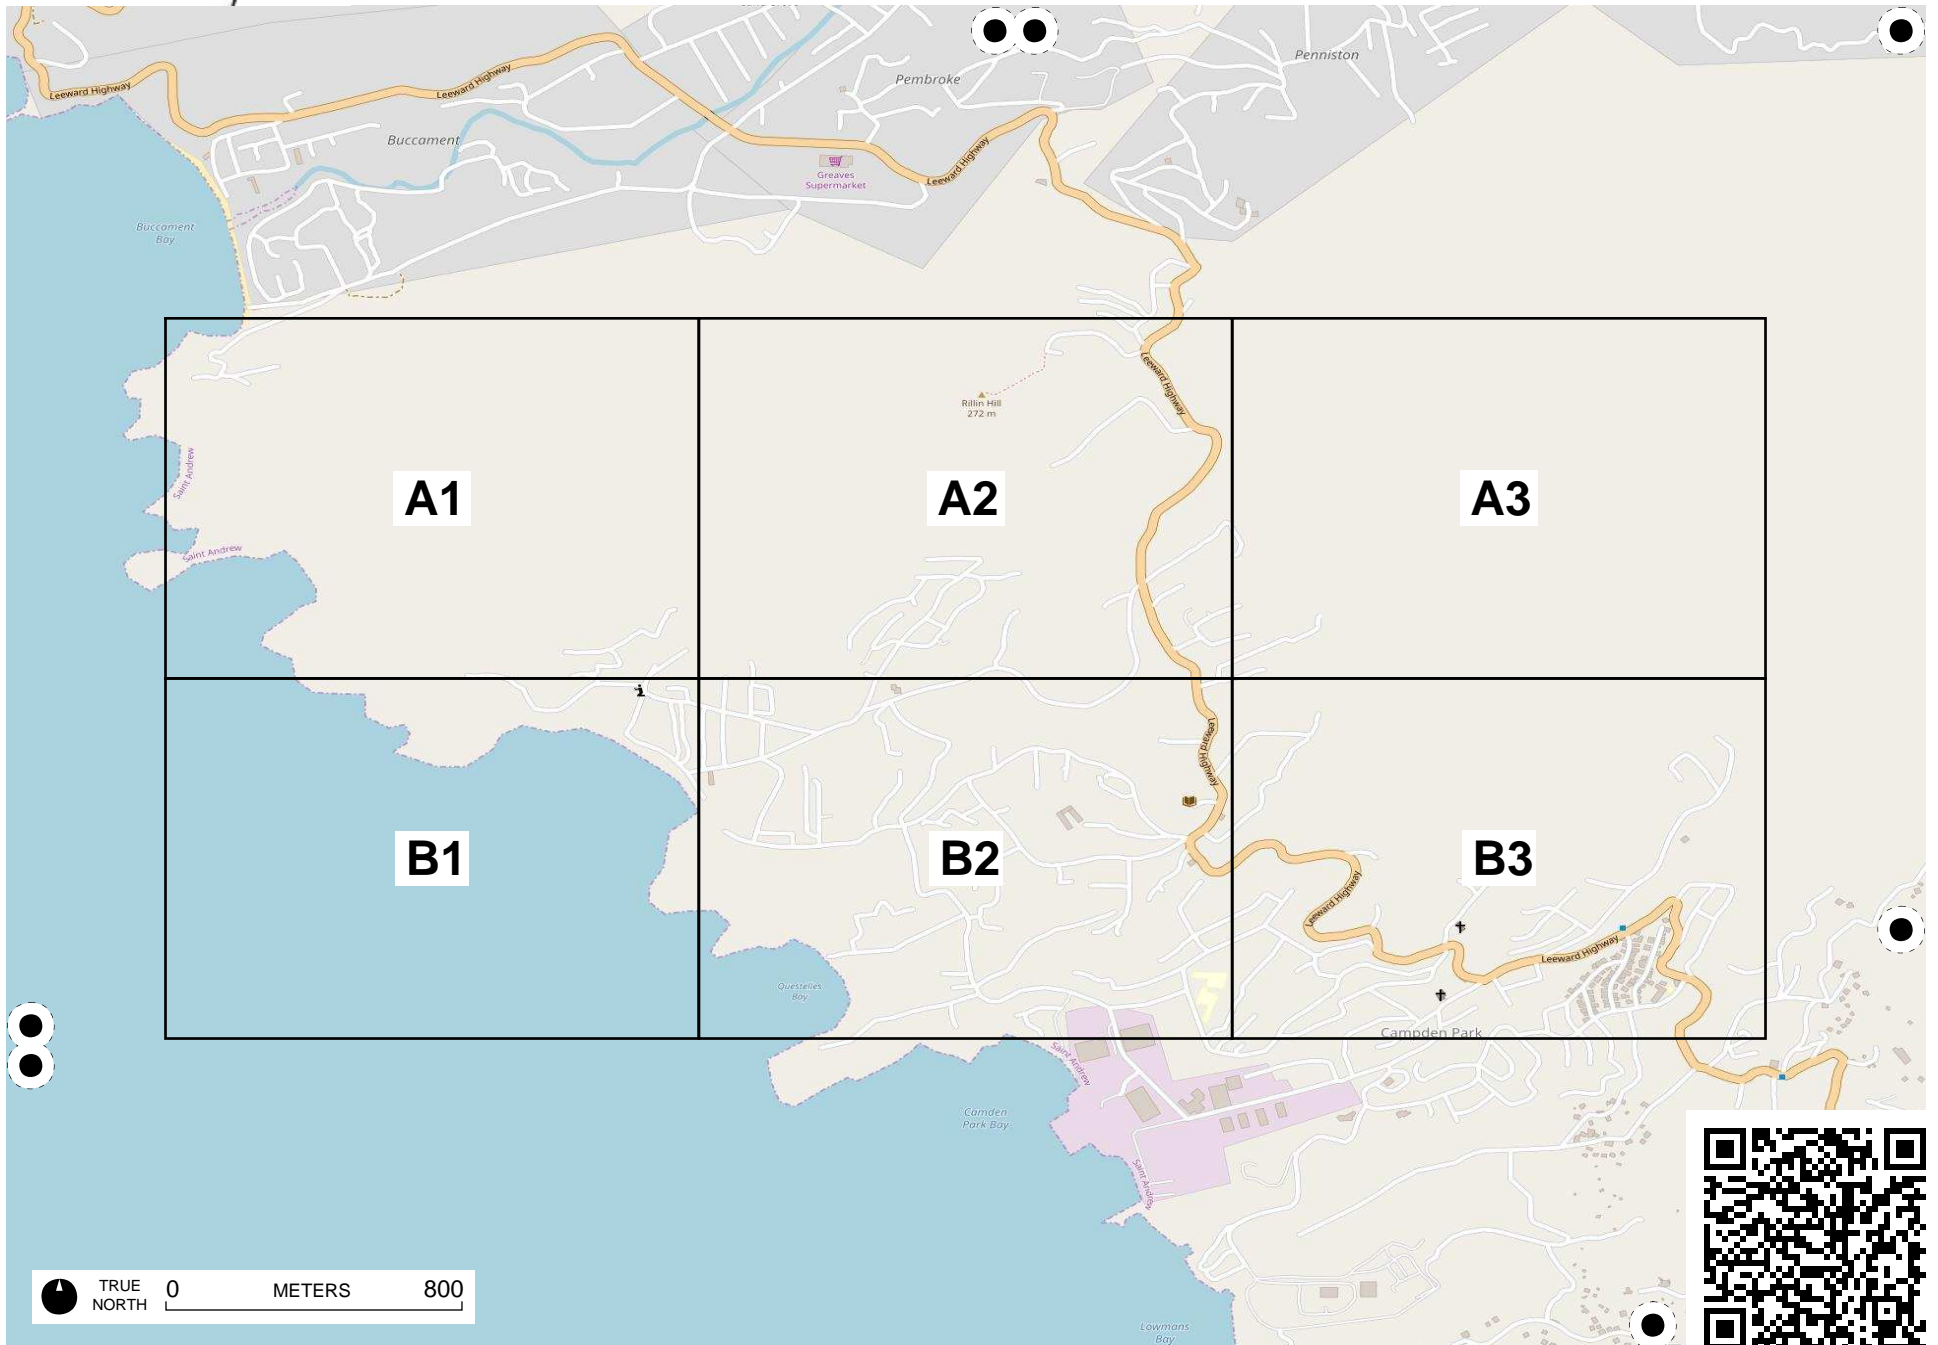 Penniston
Pembroke
Leeward Highway
Leeward Highway
Buccament
Leeward Highway
Greaves
Supermarket
Buccament
Bay
Leeward Highway
Rillin Hill
272 m
Saint Andrew
A1
A2
A3
Saint Andrew
Leeward Highway
B1
B2
B3
Leeward Highway
Leeward Highway
Questelles
Bay
Campden Park
Saint Andrew
Camden
Park Bay
Saint Andrew
TRUE
NORTH
0
METERS
800
Lowmans
Bay